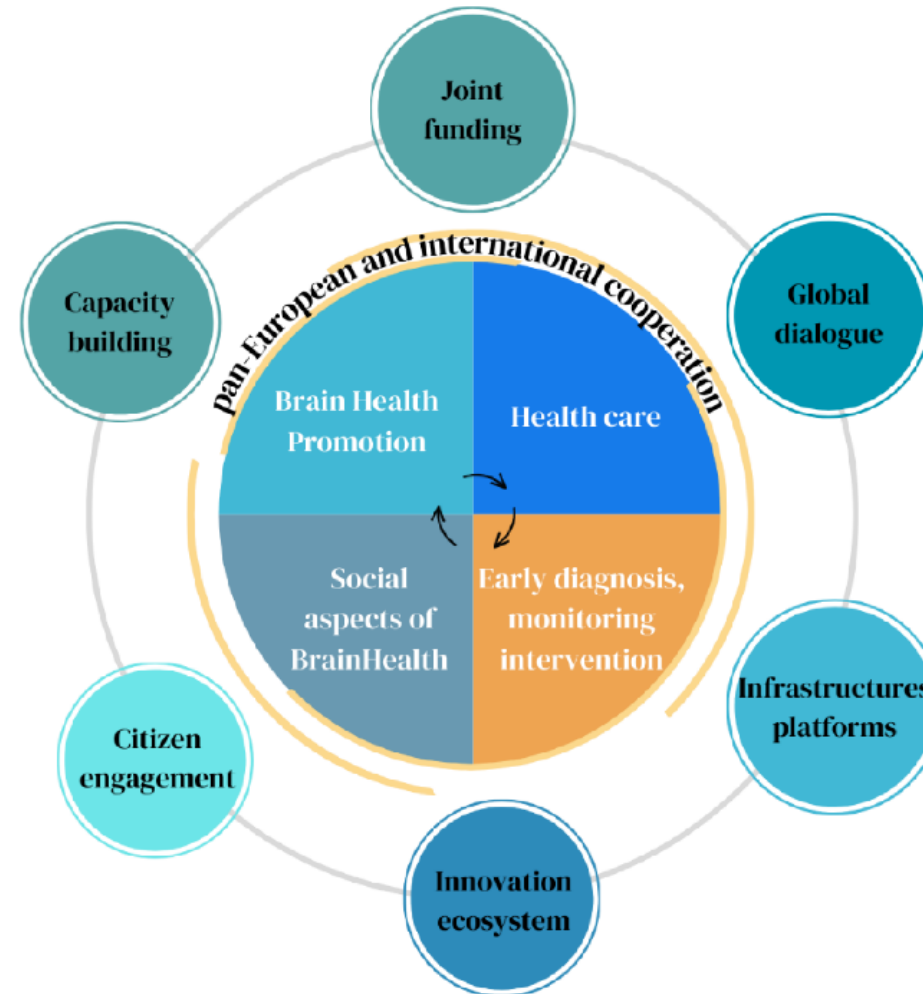 Joint
funding
pan-European and international cooperation
Capacity
building
Global
dialogue
Brain Health
Promotion
Health care
Social
aspects of
BrainHealth
Early diagnosis,
monitoring
intervention
Infrastructures
platforms
Citizen
engagement
Innovation
ecosystem